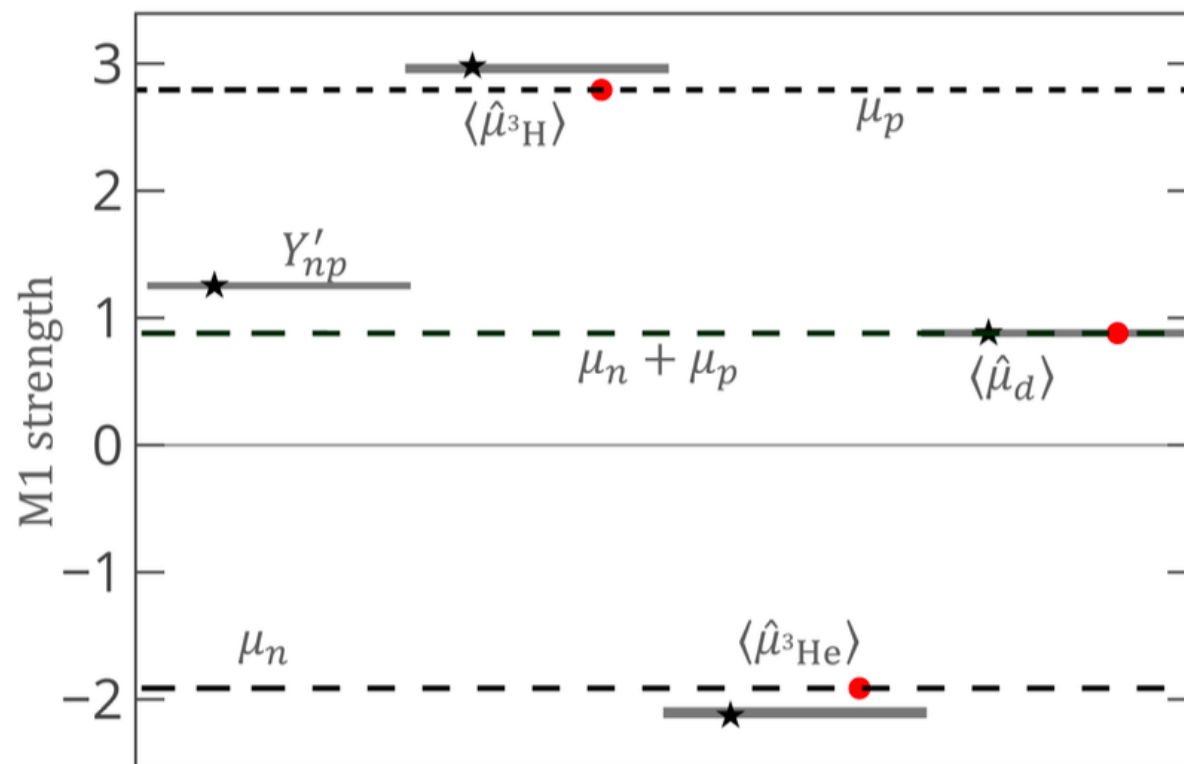 3
⟨μ̂³H⟩
μp
2
Y′np
1
μn + μp
⟨μ̂d⟩
M1 strength
0
−1
μn
⟨μ̂³He⟩
−2